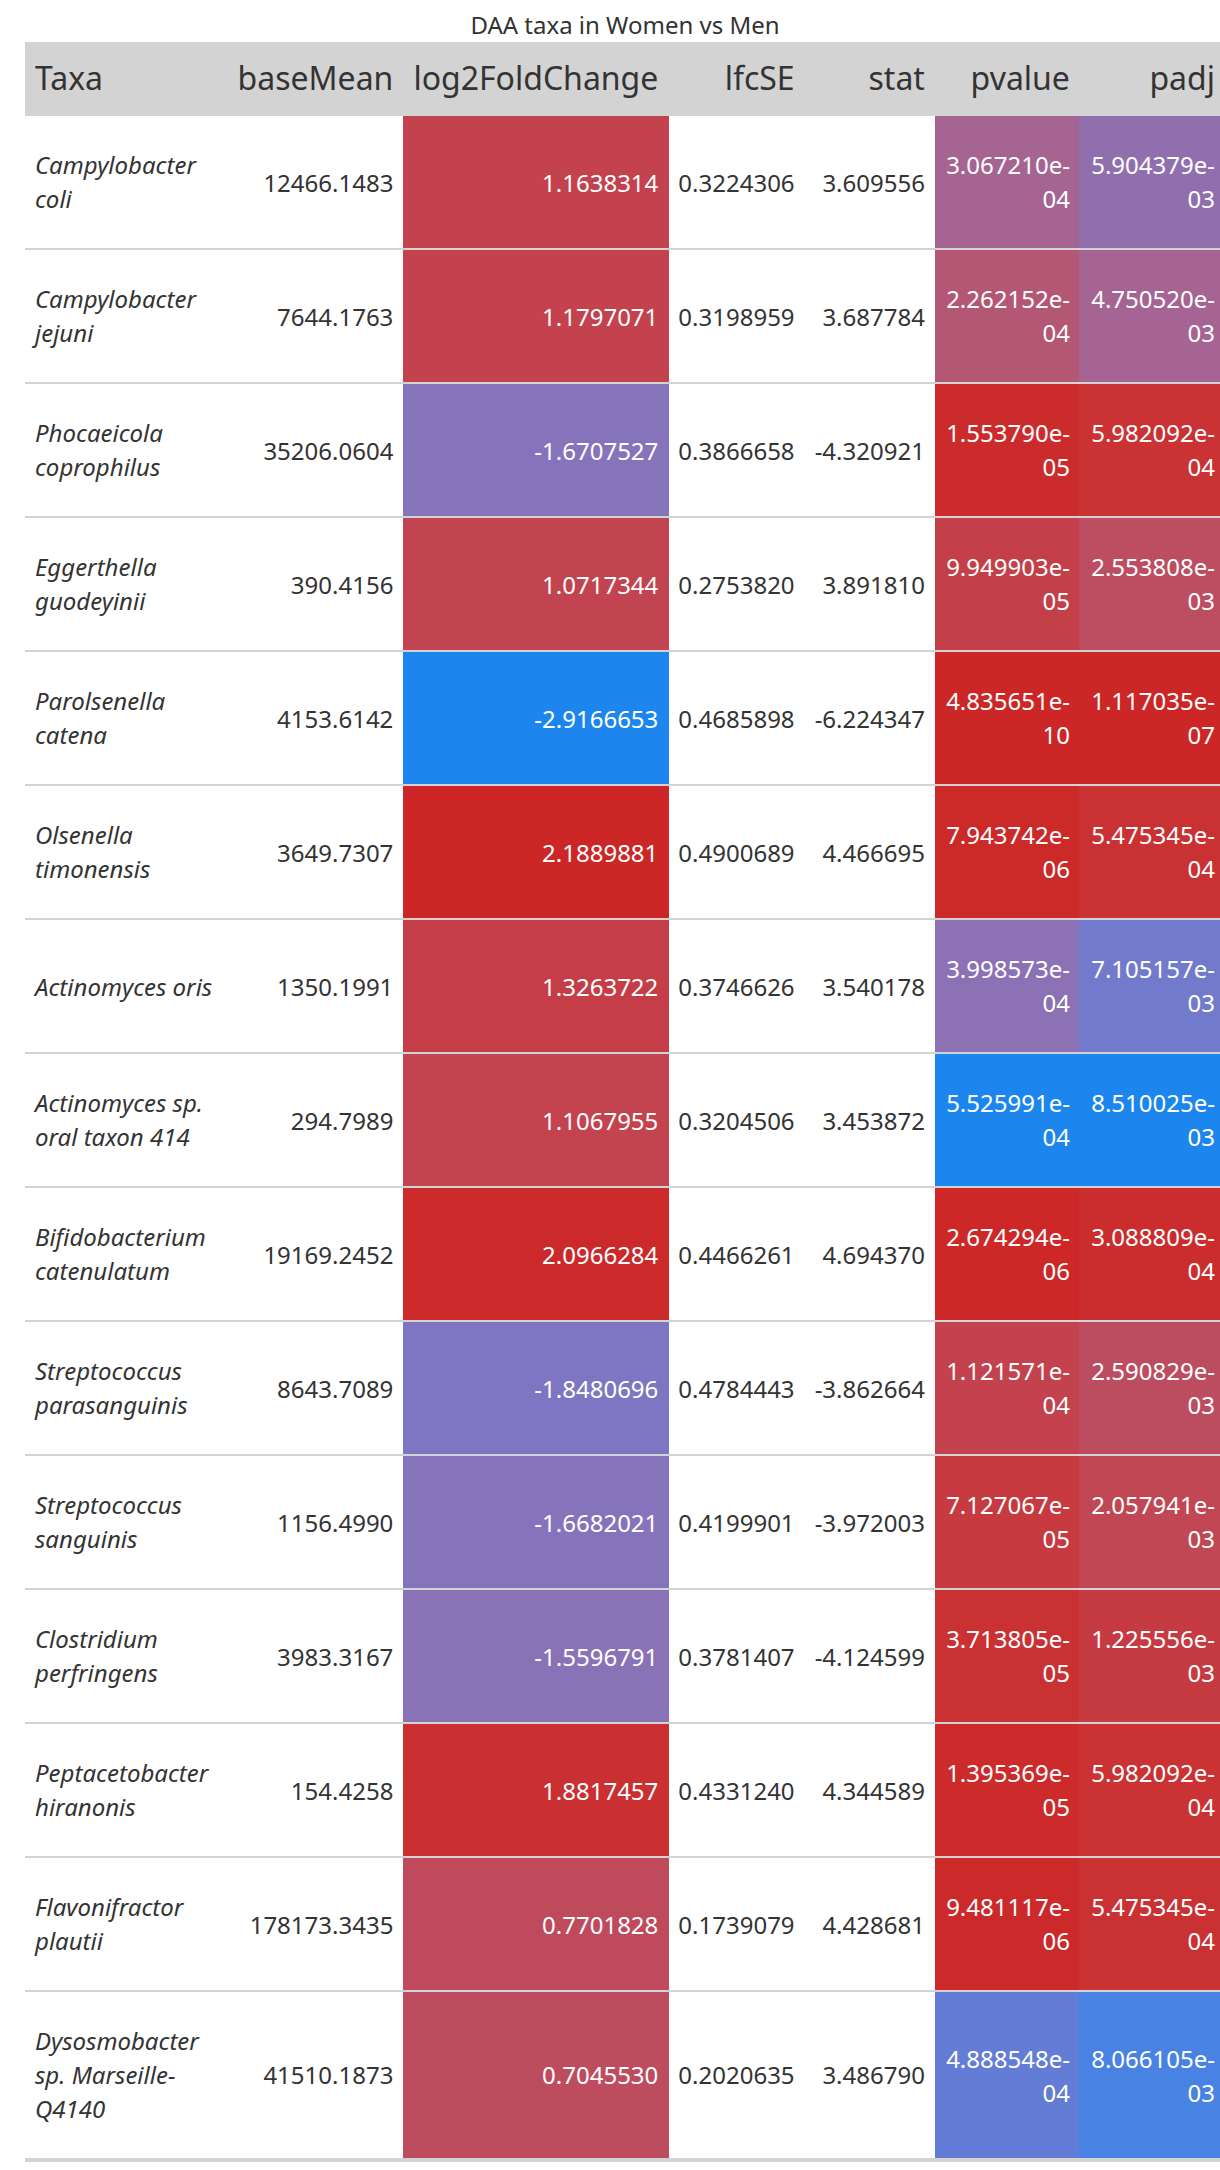 DAA taxa in Women vs Men
Taxa baseMean log2FoldChange lfcSE stat pvalue padj
Campylobacter coli 12466.1483 1.1638314 0.3224306 3.609556 3.067210e-04 5.904379e-03
Campylobacter jejuni 7644.1763 1.1797071 0.3198959 3.687784 2.262152e-04 4.750520e-03
Phocaeicola coprophilus 35206.0604 -1.6707527 0.3866658 -4.320921 1.553790e-05 5.982092e-04
Eggerthella guodeyinii 390.4156 1.0717344 0.2753820 3.891810 9.949903e-05 2.553808e-03
Parolsenella catena 4153.6142 -2.9166653 0.4685898 -6.224347 4.835651e-10 1.117035e-07
Olsenella timonensis 3649.7307 2.1889881 0.4900689 4.466695 7.943742e-06 5.475345e-04
Actinomyces oris 1350.1991 1.3263722 0.3746626 3.540178 3.998573e-04 7.105157e-03
Actinomyces sp. oral taxon 414 294.7989 1.1067955 0.3204506 3.453872 5.525991e-04 8.510025e-03
Bifidobacterium catenulatum 19169.2452 2.0966284 0.4466261 4.694370 2.674294e-06 3.088809e-04
Streptococcus parasanguinis 8643.7089 -1.8480696 0.4784443 -3.862664 1.121571e-04 2.590829e-03
Streptococcus sanguinis 1156.4990 -1.6682021 0.4199901 -3.972003 7.127067e-05 2.057941e-03
Clostridium perfringens 3983.3167 -1.5596791 0.3781407 -4.124599 3.713805e-05 1.225556e-03
Peptacetobacter hiranonis 154.4258 1.8817457 0.4331240 4.344589 1.395369e-05 5.982092e-04
Flavonifractor plautii 178173.3435 0.7701828 0.1739079 4.428681 9.481117e-06 5.475345e-04
Dysosmobacter sp. Marseille-Q4140 41510.1873 0.7045530 0.2020635 3.486790 4.888548e-04 8.066105e-03